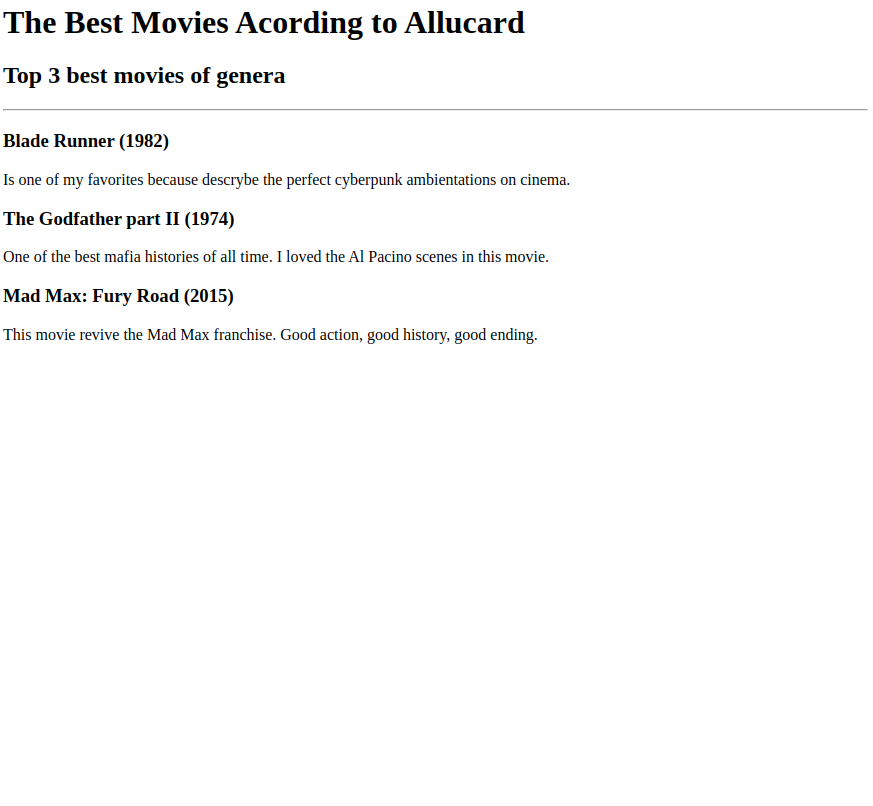 The Best Movies Acording to Allucard
Top 3 best movies of genera
Blade Runner (1982)
Is one of my favorites because descrybe the perfect cyberpunk ambientations on cinema.
The Godfather part II (1974)
One of the best mafia histories of all time. I loved the Al Pacino scenes in this movie.
Mad Max: Fury Road (2015)
This movie revive the Mad Max franchise. Good action, good history, good ending.